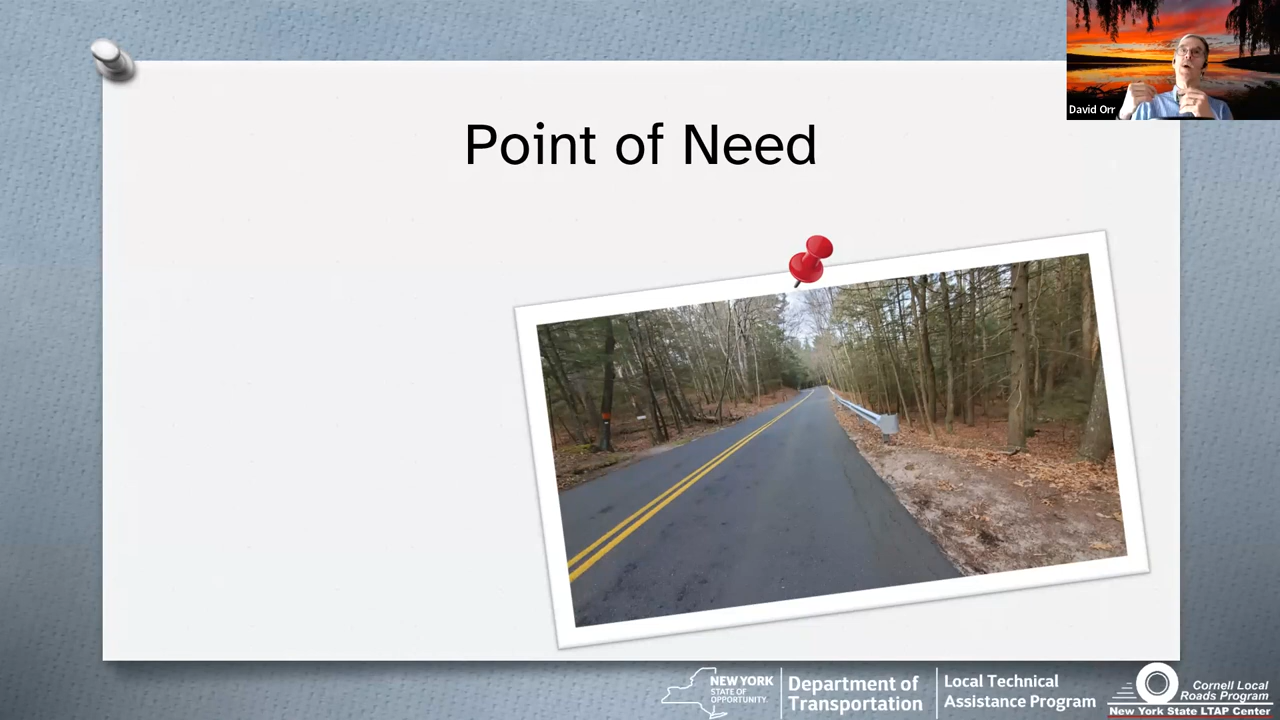 David Orr
Point of Need
NEW YORK
STATE OF
OPPORTUNITY.
Department of
Transportation
Local Technical
Assistance Program
Cornell Local
Roads Program
New York State LTAP Center